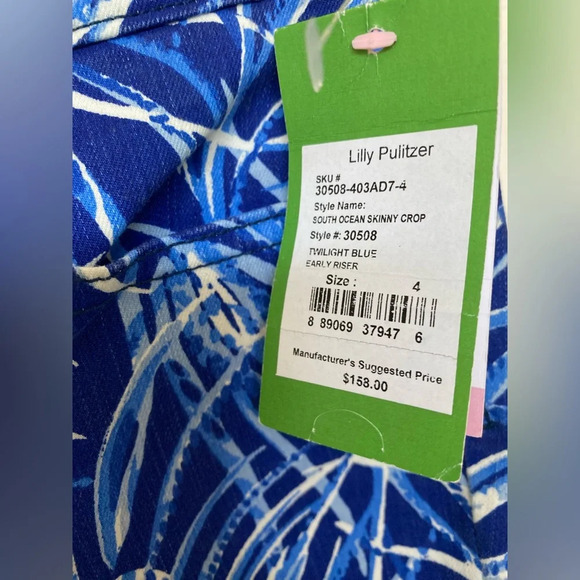 Lilly Pulitzer
SKU #
30508-403AD7-4
Style Name:
SOUTH OCEAN SKINNY CROP
Style #: 30508
TWILIGHT BLUE
EARLY RISER
Size : 4
8 89069 37947 6
Manufacturer's Suggested Price
$158.00